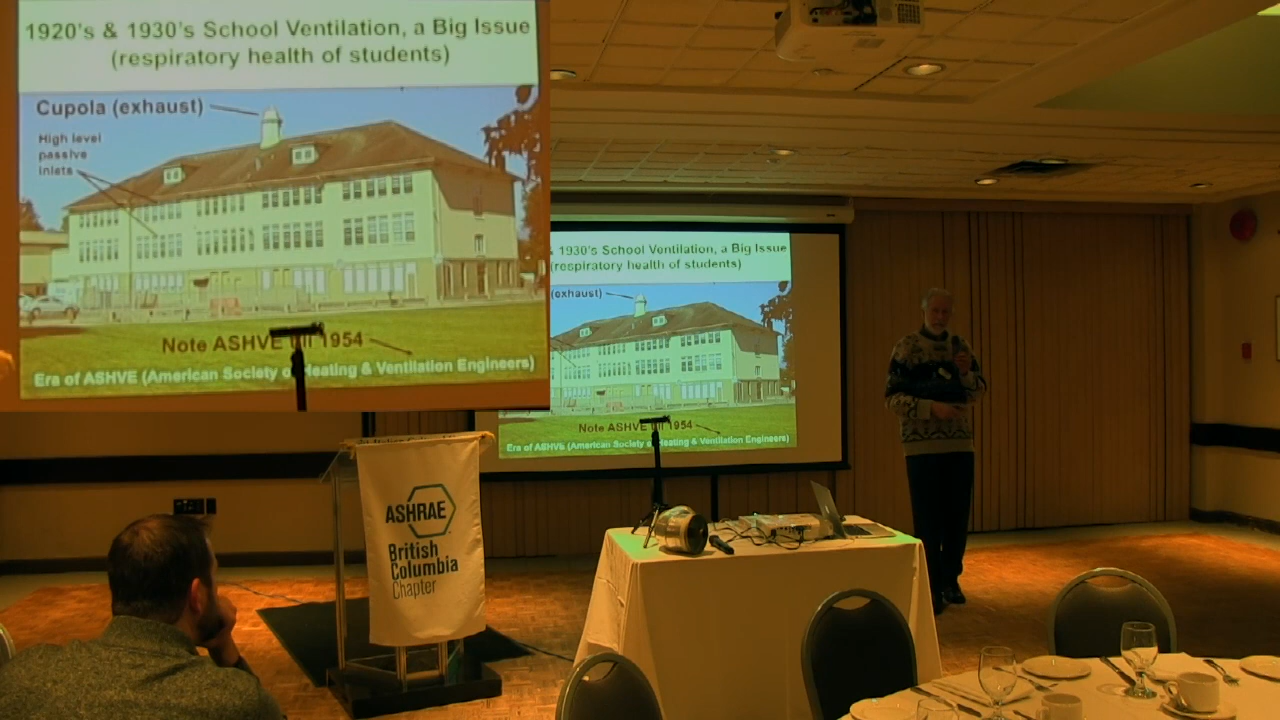 1920's & 1930's School Ventilation, a Big Issue
(respiratory health of students)
Cupola (exhaust)
High level
passive
inlets
Note ASHVE till 1954
Era of ASHVE (American Society of Heating & Ventilation Engineers)
& 1930's School Ventilation, a Big Issue
(respiratory health of students)
(exhaust)
Note ASHVE till 1954
Era of ASHVE (American Society of Heating & Ventilation Engineers)
ASHRAE
British
Columbia
Chapter